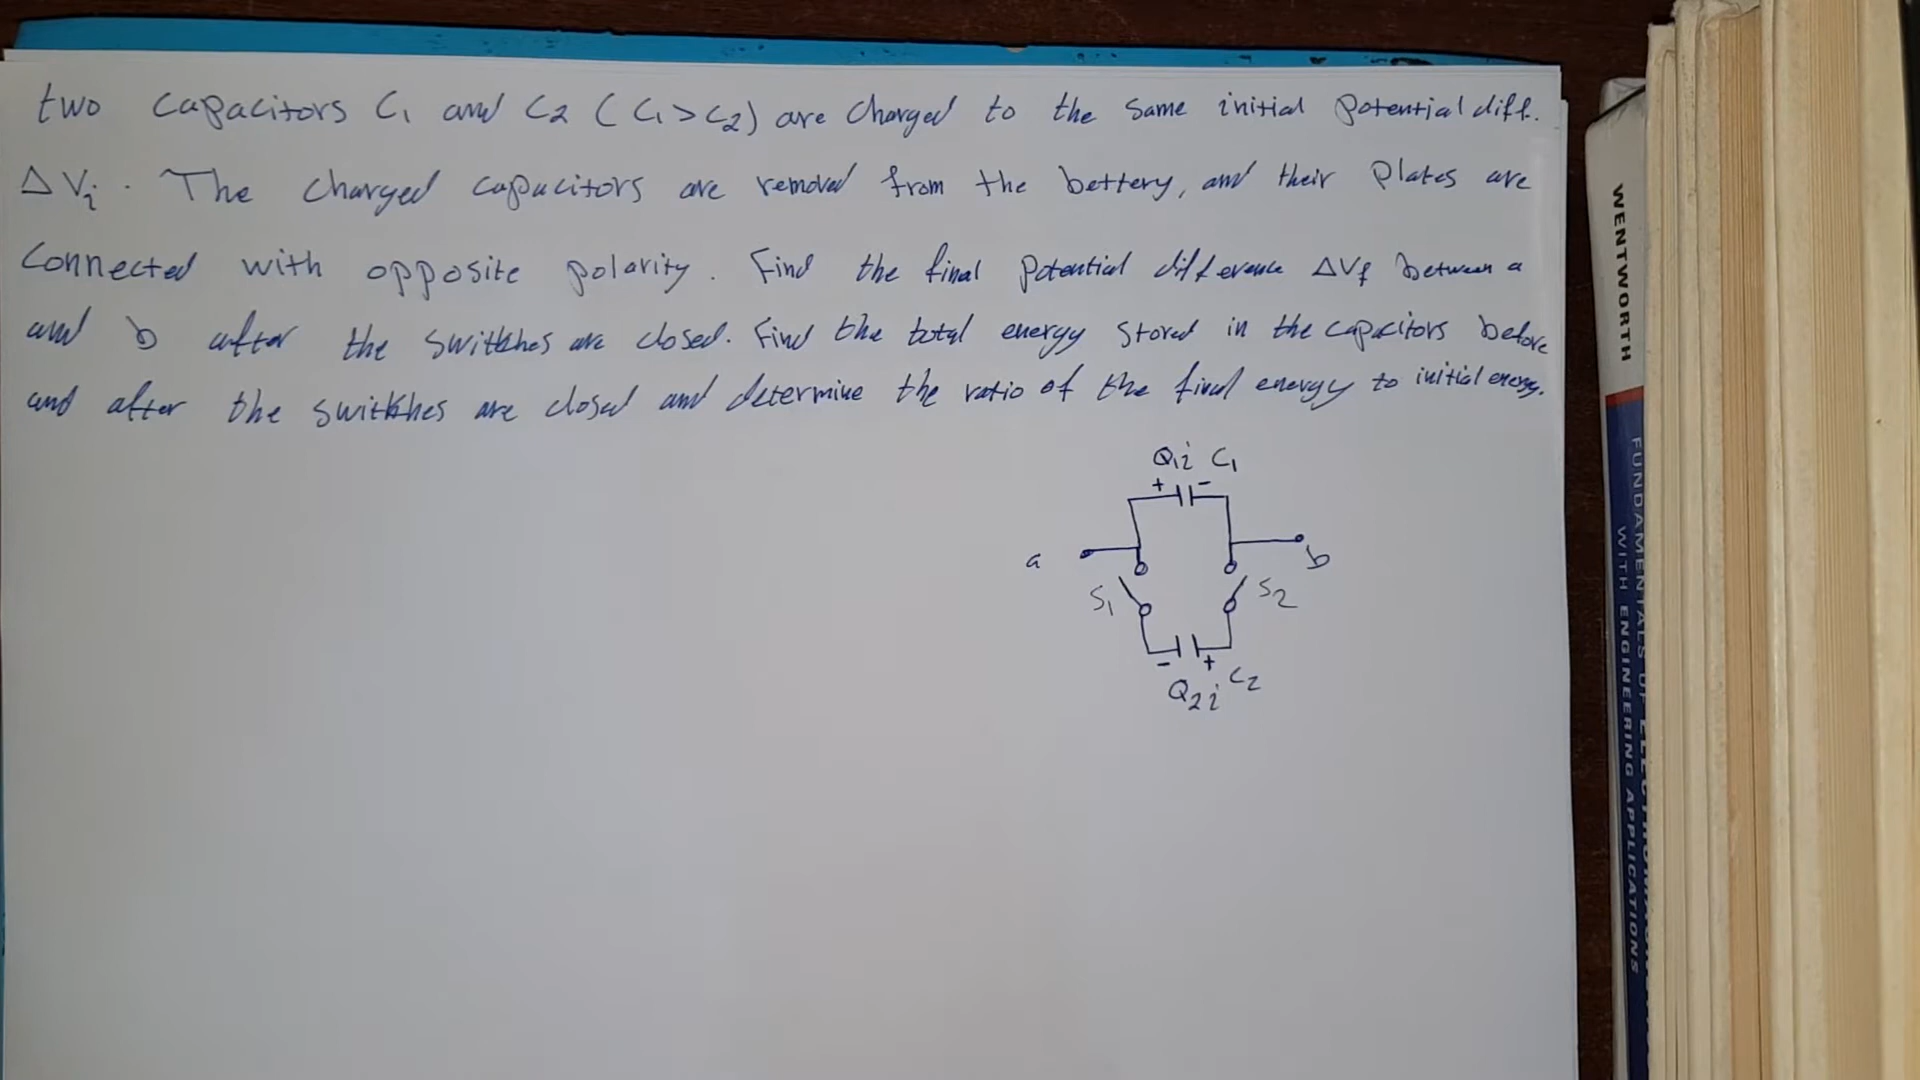 two capacitors C1 and C2 (C1>C2) are charged to the same initial potential diff.
ΔVi. The charged capacitors are removed from the bettery, and their Plates are
Connected with opposite polarity. Find the final potential difference ΔVf between a
and b after the switches are closed. Find the total energy stored in the capacitors before
and after the switches are closed and determine the ratio of the final energy to initial energy.
Q1i C1
+ -
a
b
S1
S2
- +
Q2i C2
WENTWORTH
FUNDAMENTALS OF
WITH ENGINEERING APPLICATIONS